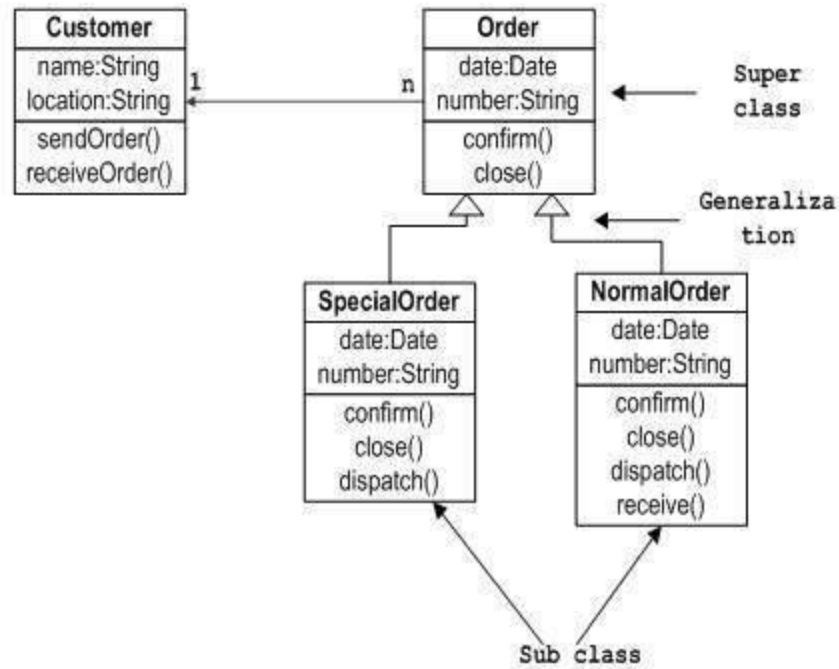 Customer
name:String
location:String
sendOrder()
receiveOrder()
1
n
Order
date:Date
number:String
confirm()
close()
Super
class
Generaliza
tion
SpecialOrder
date:Date
number:String
confirm()
close()
dispatch()
NormalOrder
date:Date
number:String
confirm()
close()
dispatch()
receive()
Sub class